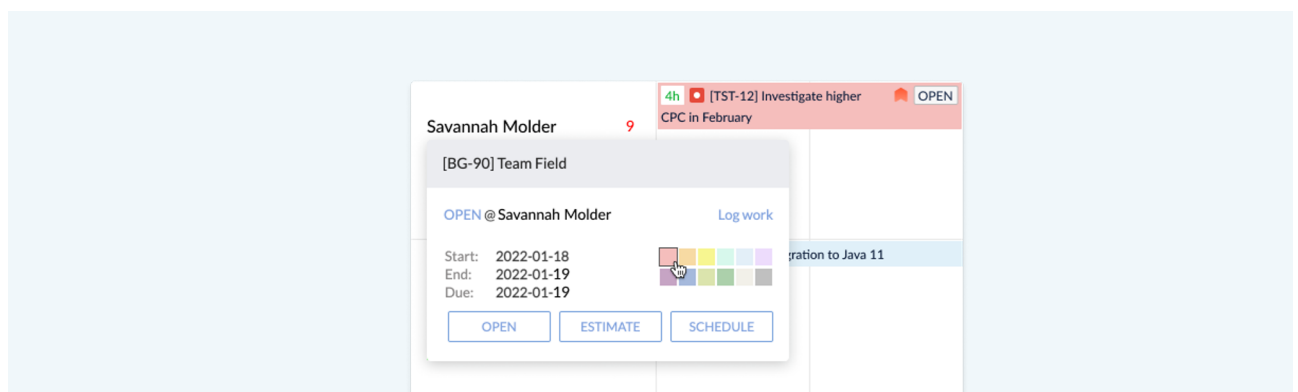 4h [TST-12] Investigate higher OPEN
CPC in February
Savannah Molder 9
[BG-90] Team Field
OPEN @ Savannah Molder Log work
Start: 2022-01-18
gration to Java 11
End: 2022-01-19
Due: 2022-01-19
OPEN ESTIMATE SCHEDULE